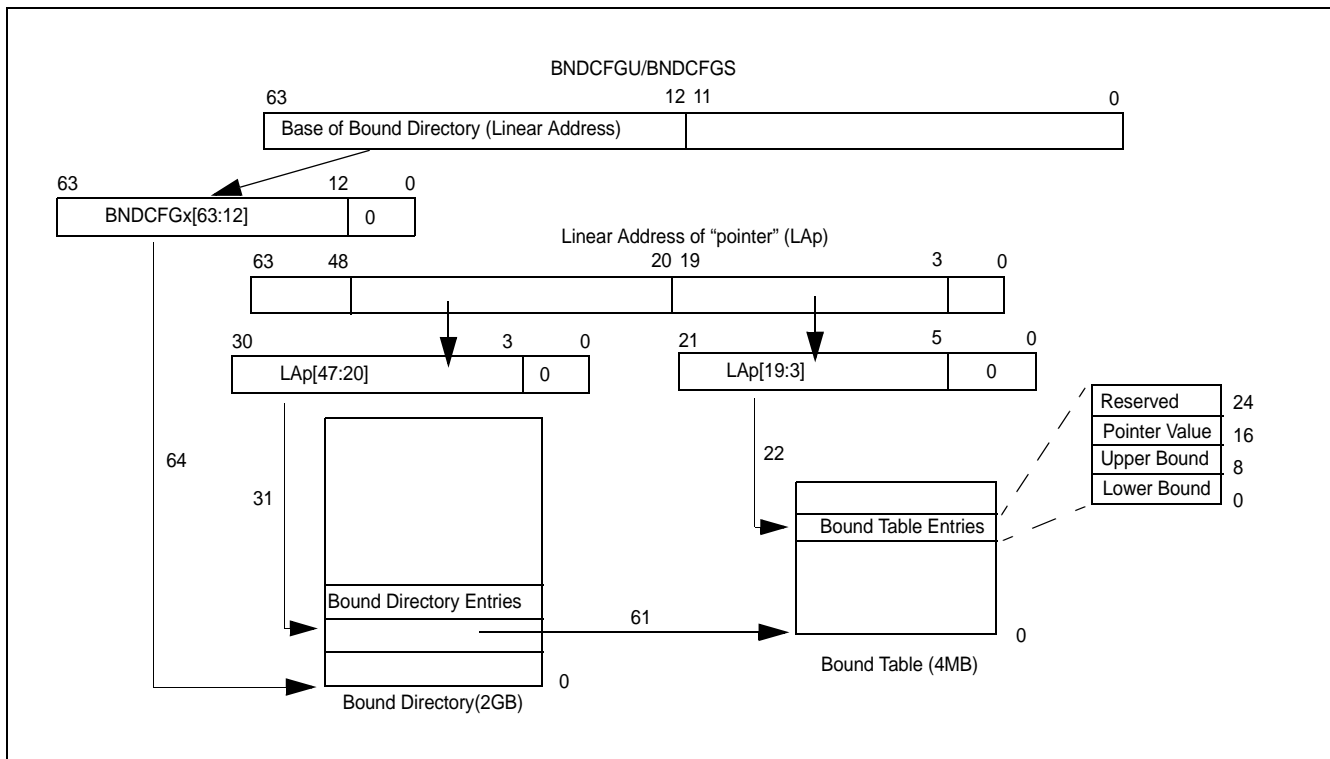 BNDCFGU/BNDCFGS
63 12 11 0
Base of Bound Directory (Linear Address)
63 12 0
BNDCFGx[63:12] 0
Linear Address of “pointer” (LAp)
63 48 20 19 3 0
30 3 0
LAp[47:20] 0
21 5 0
LAp[19:3] 0
Reserved 24
Pointer Value 16
Upper Bound 8
Lower Bound 0
64
31
22
Bound Table Entries
Bound Directory Entries
61
0
Bound Table (4MB)
0
Bound Directory(2GB)